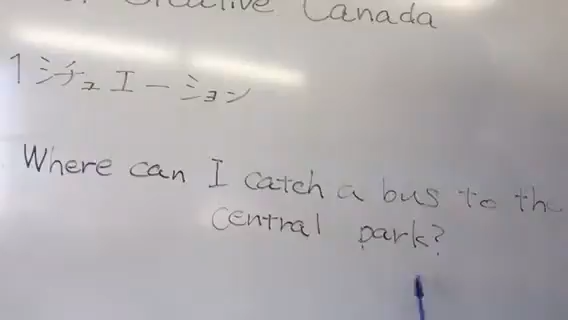 Creative Canada
1 シチュエーション
Where can I catch a bus to the
central park?